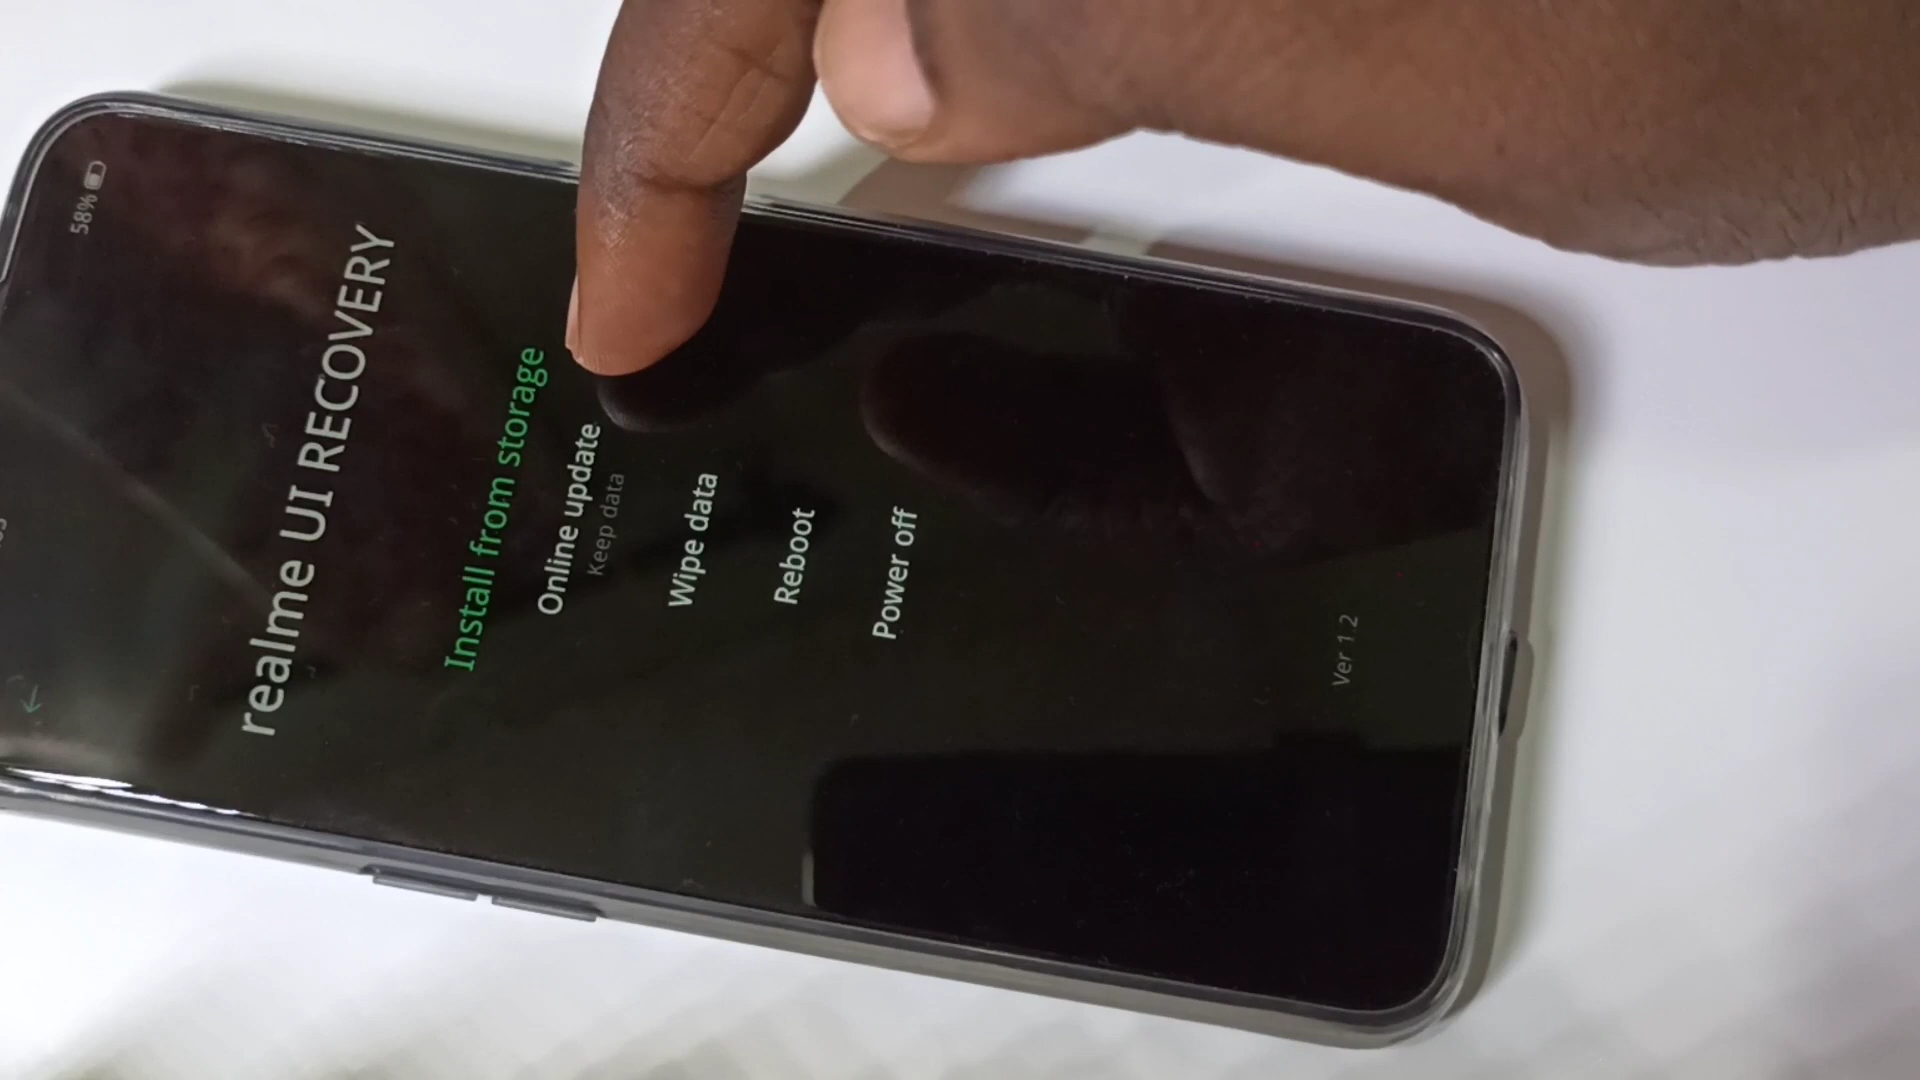 58%
realme UI RECOVERY
Install from storage
Online update
Keep data
Wipe data
Reboot
Power off
Ver 1.2